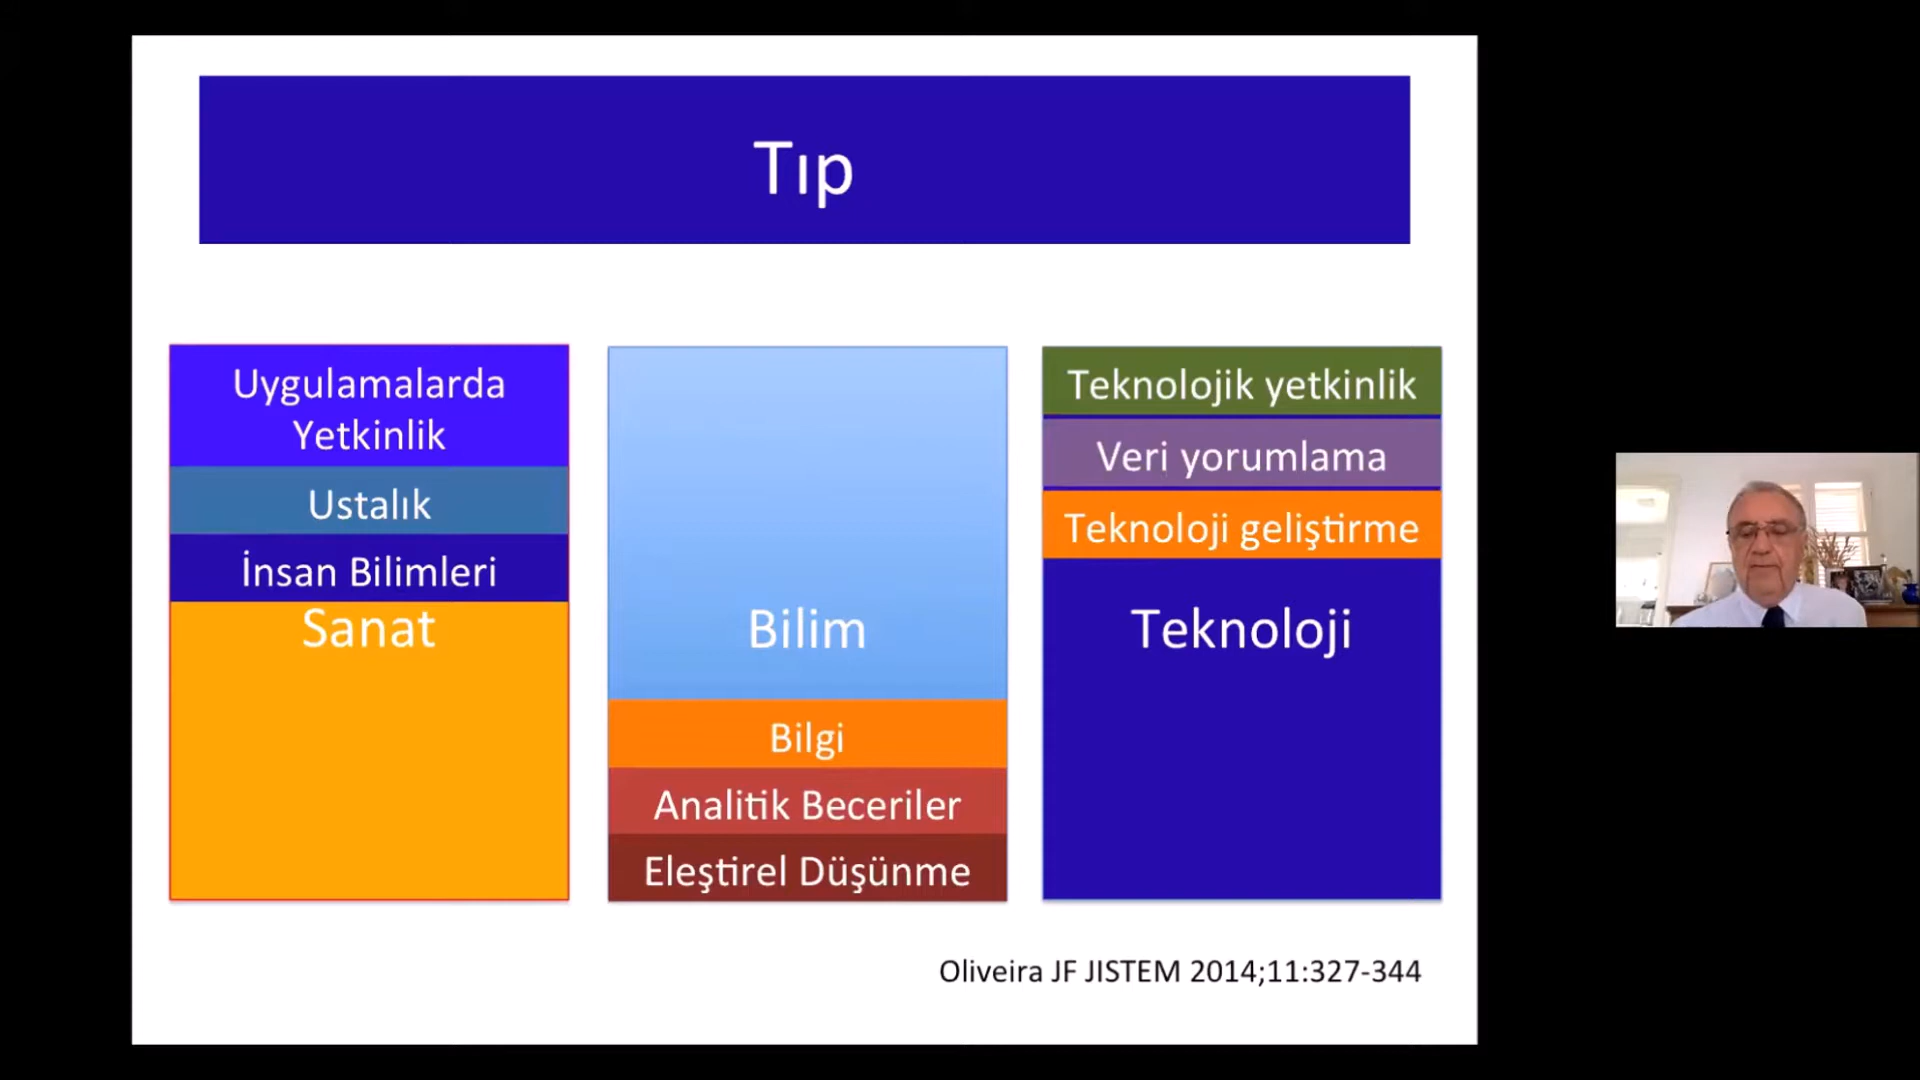 Tıp
Uygulamalarda
Yetkinlik
Ustalık
İnsan Bilimleri
Sanat
Bilim
Bilgi
Analitik Beceriler
Eleştirel Düşünme
Teknolojik yetkinlik
Veri yorumlama
Teknoloji geliştirme
Teknoloji
Oliveira JF JISTEM 2014;11:327-344